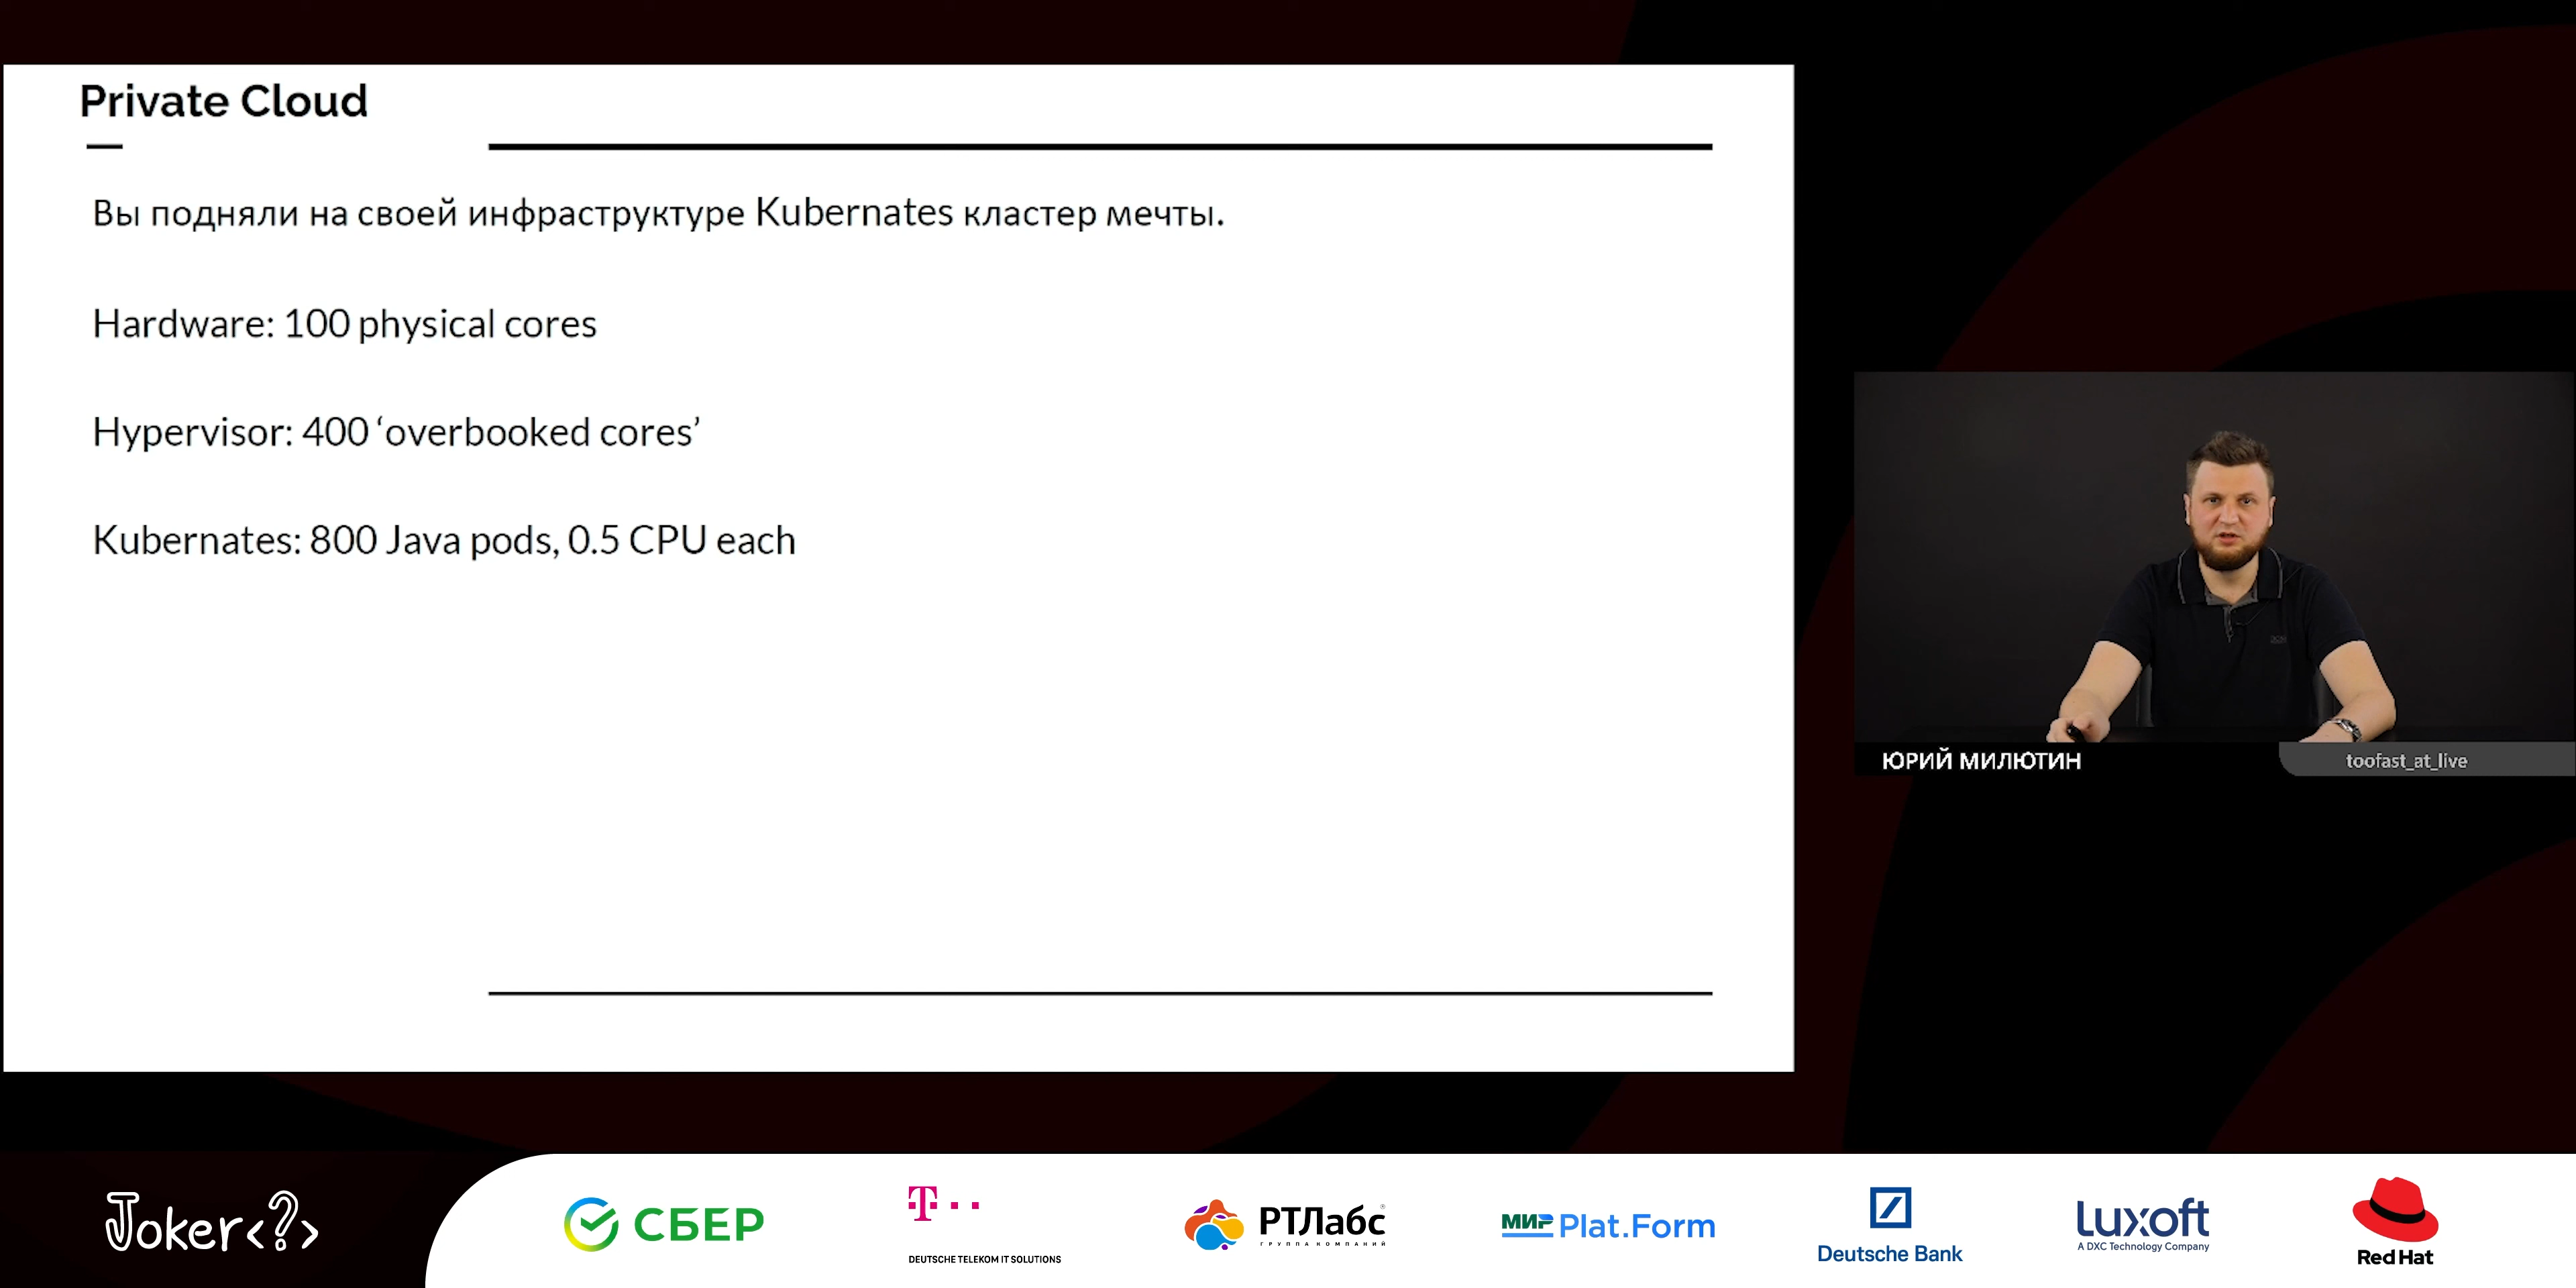 Private Cloud
Вы подняли на своей инфраструктуре Kubernates кластер мечты.
Hardware: 100 physical cores
Hypervisor: 400 ‘overbooked cores’
Kubernates: 800 Java pods, 0.5 CPU each
ЮРИЙ МИЛЮТИН
toofast_at_live
Joker<?>
СБЕР
T
DEUTSCHE TELEKOM IT SOLUTIONS
РТЛабс
ГРУППА КОМПАНИЙ
МИР Plat.Form
Deutsche Bank
luxoft
A DXC Technology Company
Red Hat